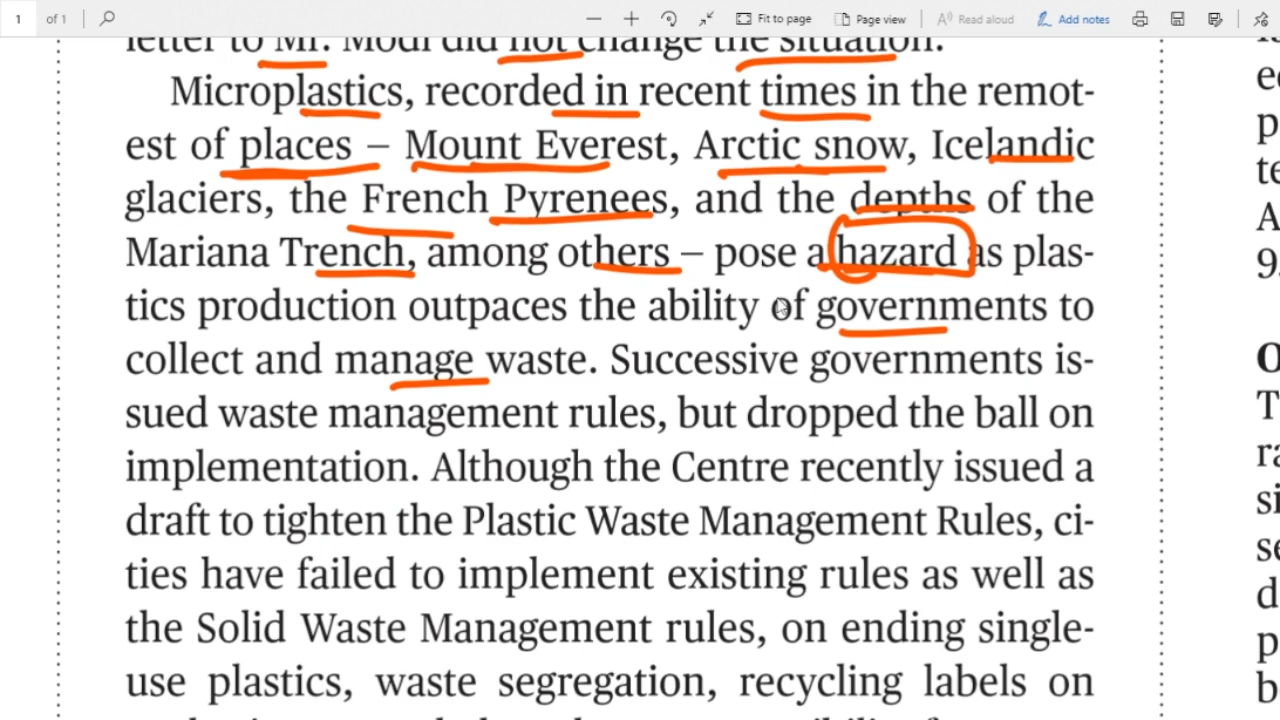 1 of 1 Fit to page Page view Read aloud Add notes
letter to Mr. Modi did not change the situation.
Microplastics, recorded in recent times in the remot-
est of places – Mount Everest, Arctic snow, Icelandic
glaciers, the French Pyrenees, and the depths of the
Mariana Trench, among others – pose a hazard as plas-
tics production outpaces the ability of governments to
collect and manage waste. Successive governments is-
sued waste management rules, but dropped the ball on
implementation. Although the Centre recently issued a
draft to tighten the Plastic Waste Management Rules, ci-
ties have failed to implement existing rules as well as
the Solid Waste Management rules, on ending single-
use plastics, waste segregation, recycling labels on